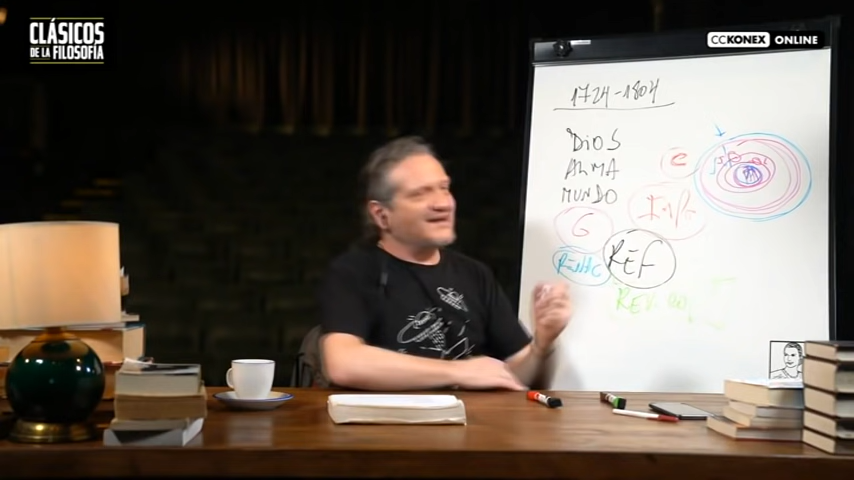 CLÁSICOS
DE LA FILOSOFÍA
CCKONEX ONLINE
1724-1804
DIOS
ALMA
MUNDO
e
G
REF